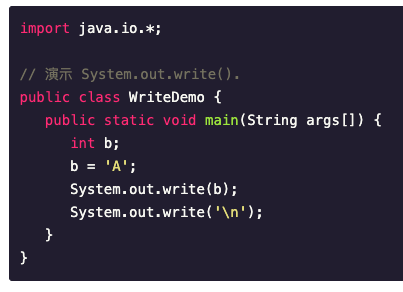 import java.io.*;

// 演示 System.out.write().
public class WriteDemo {
   public static void main(String args[]) {
      int b;
      b = 'A';
      System.out.write(b);
      System.out.write('\n');
   }
}